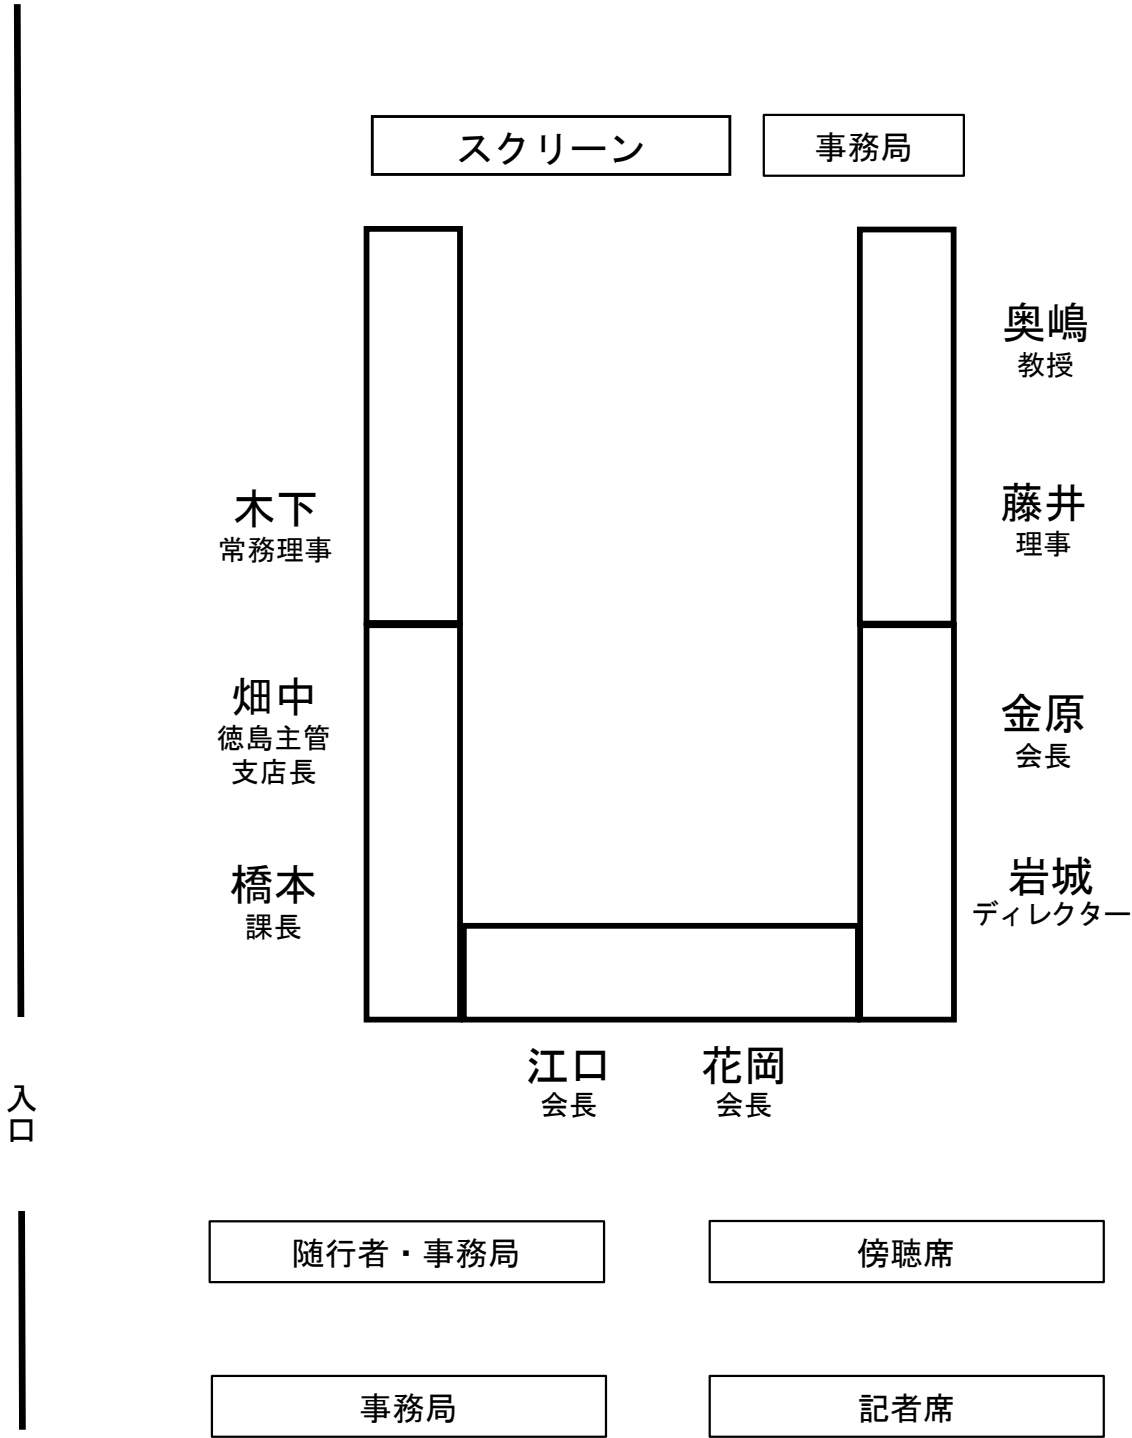 スクリーン
事務局
奥嶋
教授
木下
常務理事
藤井
理事
畑中
徳島主管
支店長
金原
会長
橋本
課長
岩城
ディレクター
江口
会長
花岡
会長
入口
随行者・事務局
傍聴席
事務局
記者席